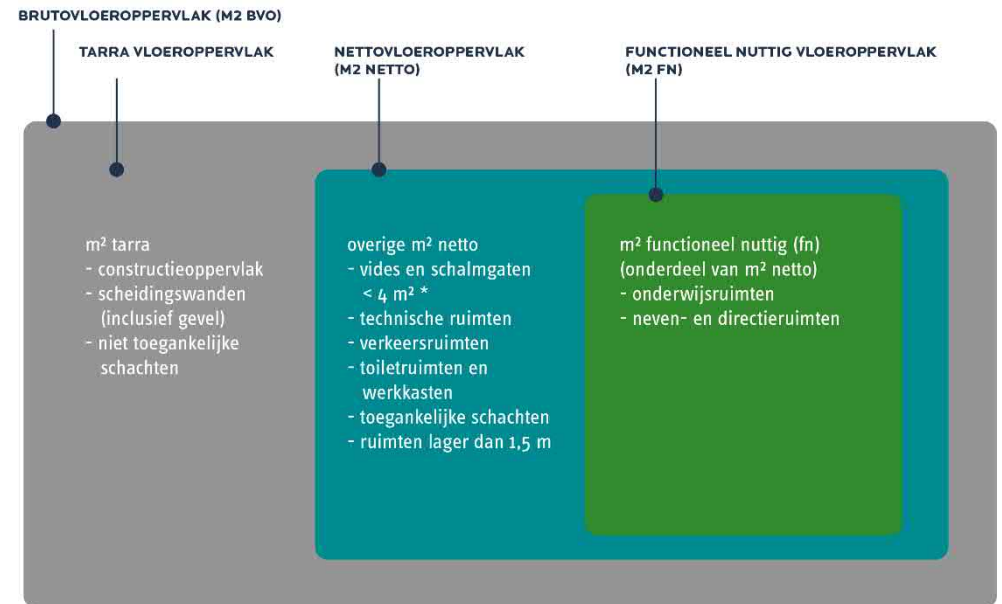 BRUTOVLOEROPPERVLAK (M2 BVO)
TARRA VLOEROPPERVLAK
NETTOVLOEROPPERVLAK
(M2 NETTO)
FUNCTIONEEL NUTTIG VLOEROPPERVLAK
(M2 FN)
m² tarra
- constructieoppervlak
- scheidingswanden
(inclusief gevel)
- niet toegankelijke
schachten
overige m² netto
- vides en schalmgaten
< 4 m² *
- technische ruimten
- verkeersruimten
- toiletruimten en
werkkasten
- toegankelijke schachten
- ruimten lager dan 1,5 m
m² functioneel nuttig (fn)
(onderdeel van m² netto)
- onderwijsruimten
- neven- en directieruimten